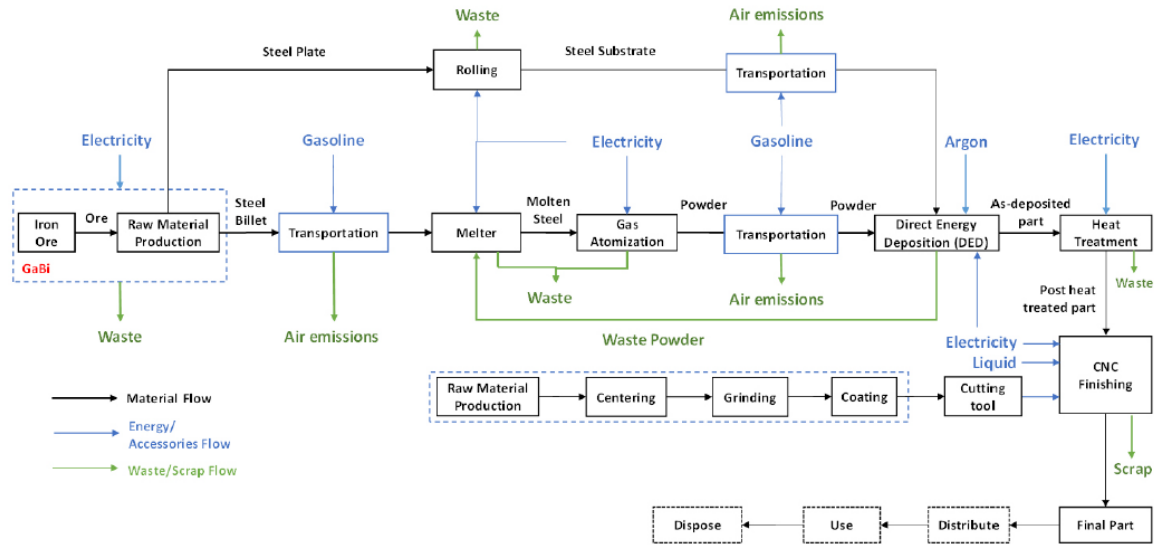 Waste
Air emissions
Steel Plate
Steel Substrate
Rolling
Transportation
Electricity
Gasoline
Electricity
Gasoline
Argon
Electricity
Iron
Ore
Ore
Raw Material
Production
GaBi
Steel
Billet
Transportation
Melter
Molten
Steel
Gas
Atomization
Powder
Transportation
Powder
Direct Energy
Deposition (DED)
As-deposited
part
Heat
Treatment
Waste
Air emissions
Waste
Air emissions
Waste
Post heat
treated part
Waste Powder
Electricity
Liquid
CNC
Finishing
Raw Material
Production
Centering
Grinding
Coating
Cutting
tool
Material Flow
Energy/
Accessories Flow
Waste/Scrap Flow
Scrap
Dispose
Use
Distribute
Final Part